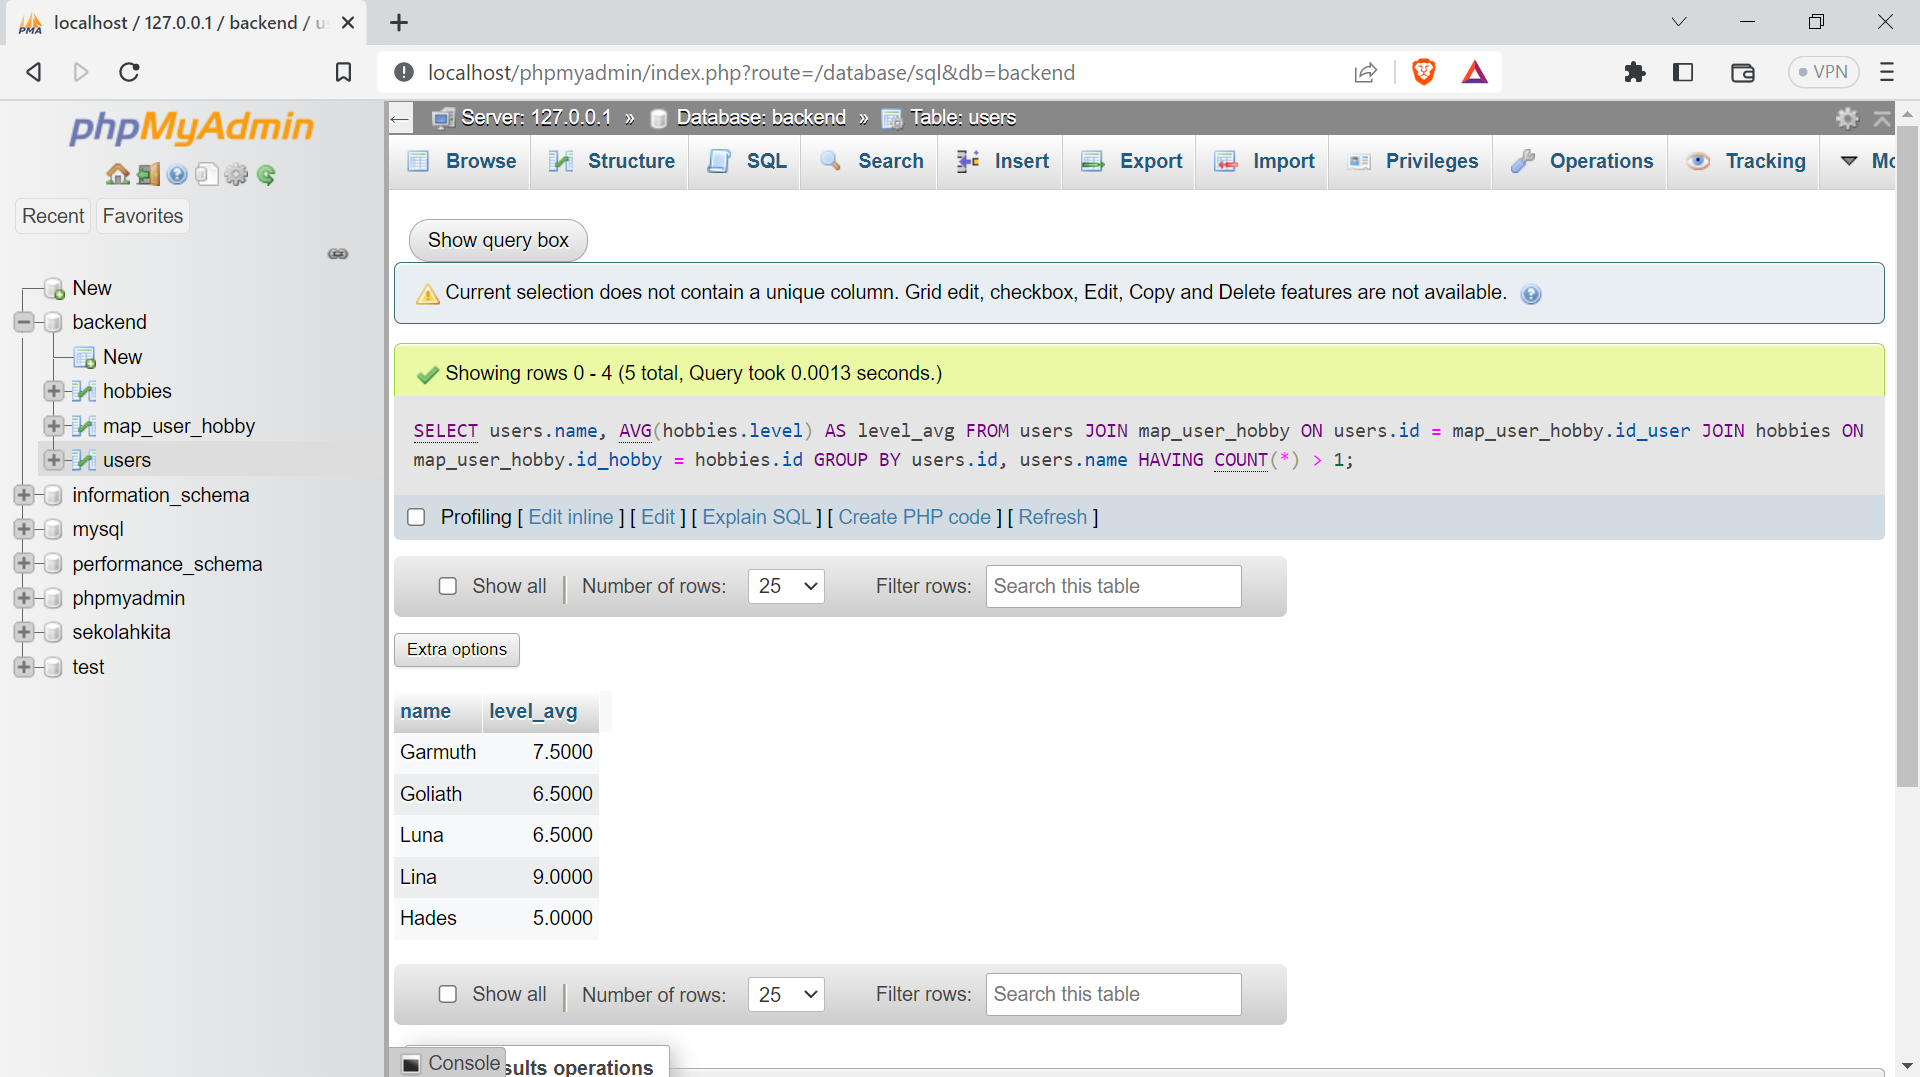 localhost / 127.0.0.1 / backend / us
localhost/phpmyadmin/index.php?route=/database/sql&db=backend
VPN
phpMyAdmin
Recent
Favorites
New
backend
New
hobbies
map_user_hobby
users
information_schema
mysql
performance_schema
phpmyadmin
sekolahkita
test
Server: 127.0.0.1 » Database: backend » Table: users
Browse
Structure
SQL
Search
Insert
Export
Import
Privileges
Operations
Tracking
Mo
Show query box
Current selection does not contain a unique column. Grid edit, checkbox, Edit, Copy and Delete features are not available.
Showing rows 0 - 4 (5 total, Query took 0.0013 seconds.)
SELECT users.name, AVG(hobbies.level) AS level_avg FROM users JOIN map_user_hobby ON users.id = map_user_hobby.id_user JOIN hobbies ON
map_user_hobby.id_hobby = hobbies.id GROUP BY users.id, users.name HAVING COUNT(*) > 1;
Profiling [ Edit inline ] [ Edit ] [ Explain SQL ] [ Create PHP code ] [ Refresh ]
Show all | Number of rows: 25 Filter rows: Search this table
Extra options
name level_avg
Garmuth 7.5000
Goliath 6.5000
Luna 6.5000
Lina 9.0000
Hades 5.0000
Show all | Number of rows: 25 Filter rows: Search this table
Console
sults operations